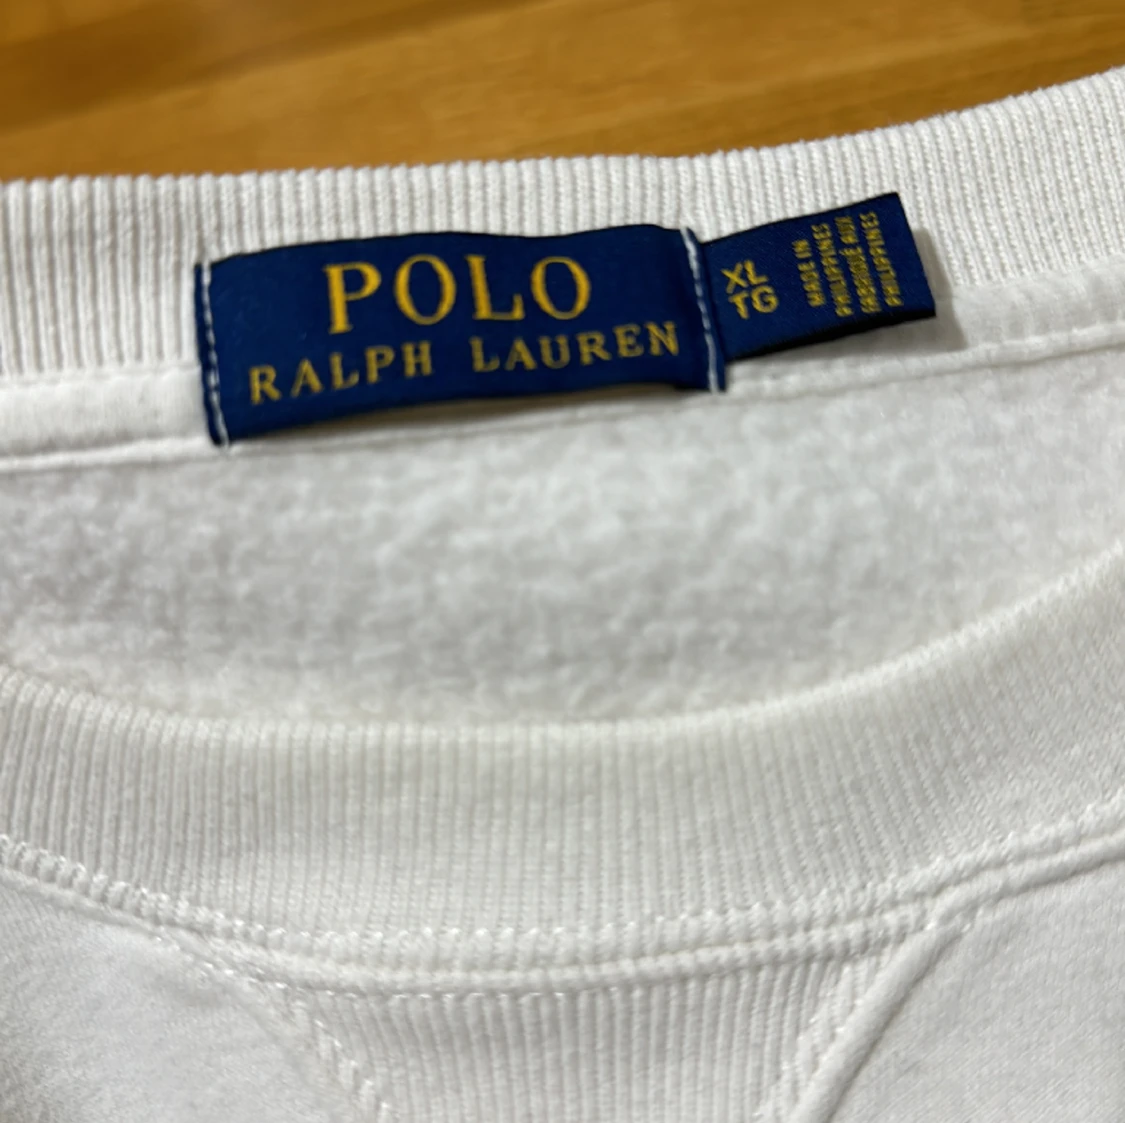 POLO
RALPH LAUREN
XL
TG
MADE IN
PHILIPPINES
FABRIQUÉ AUX
PHILIPPINES